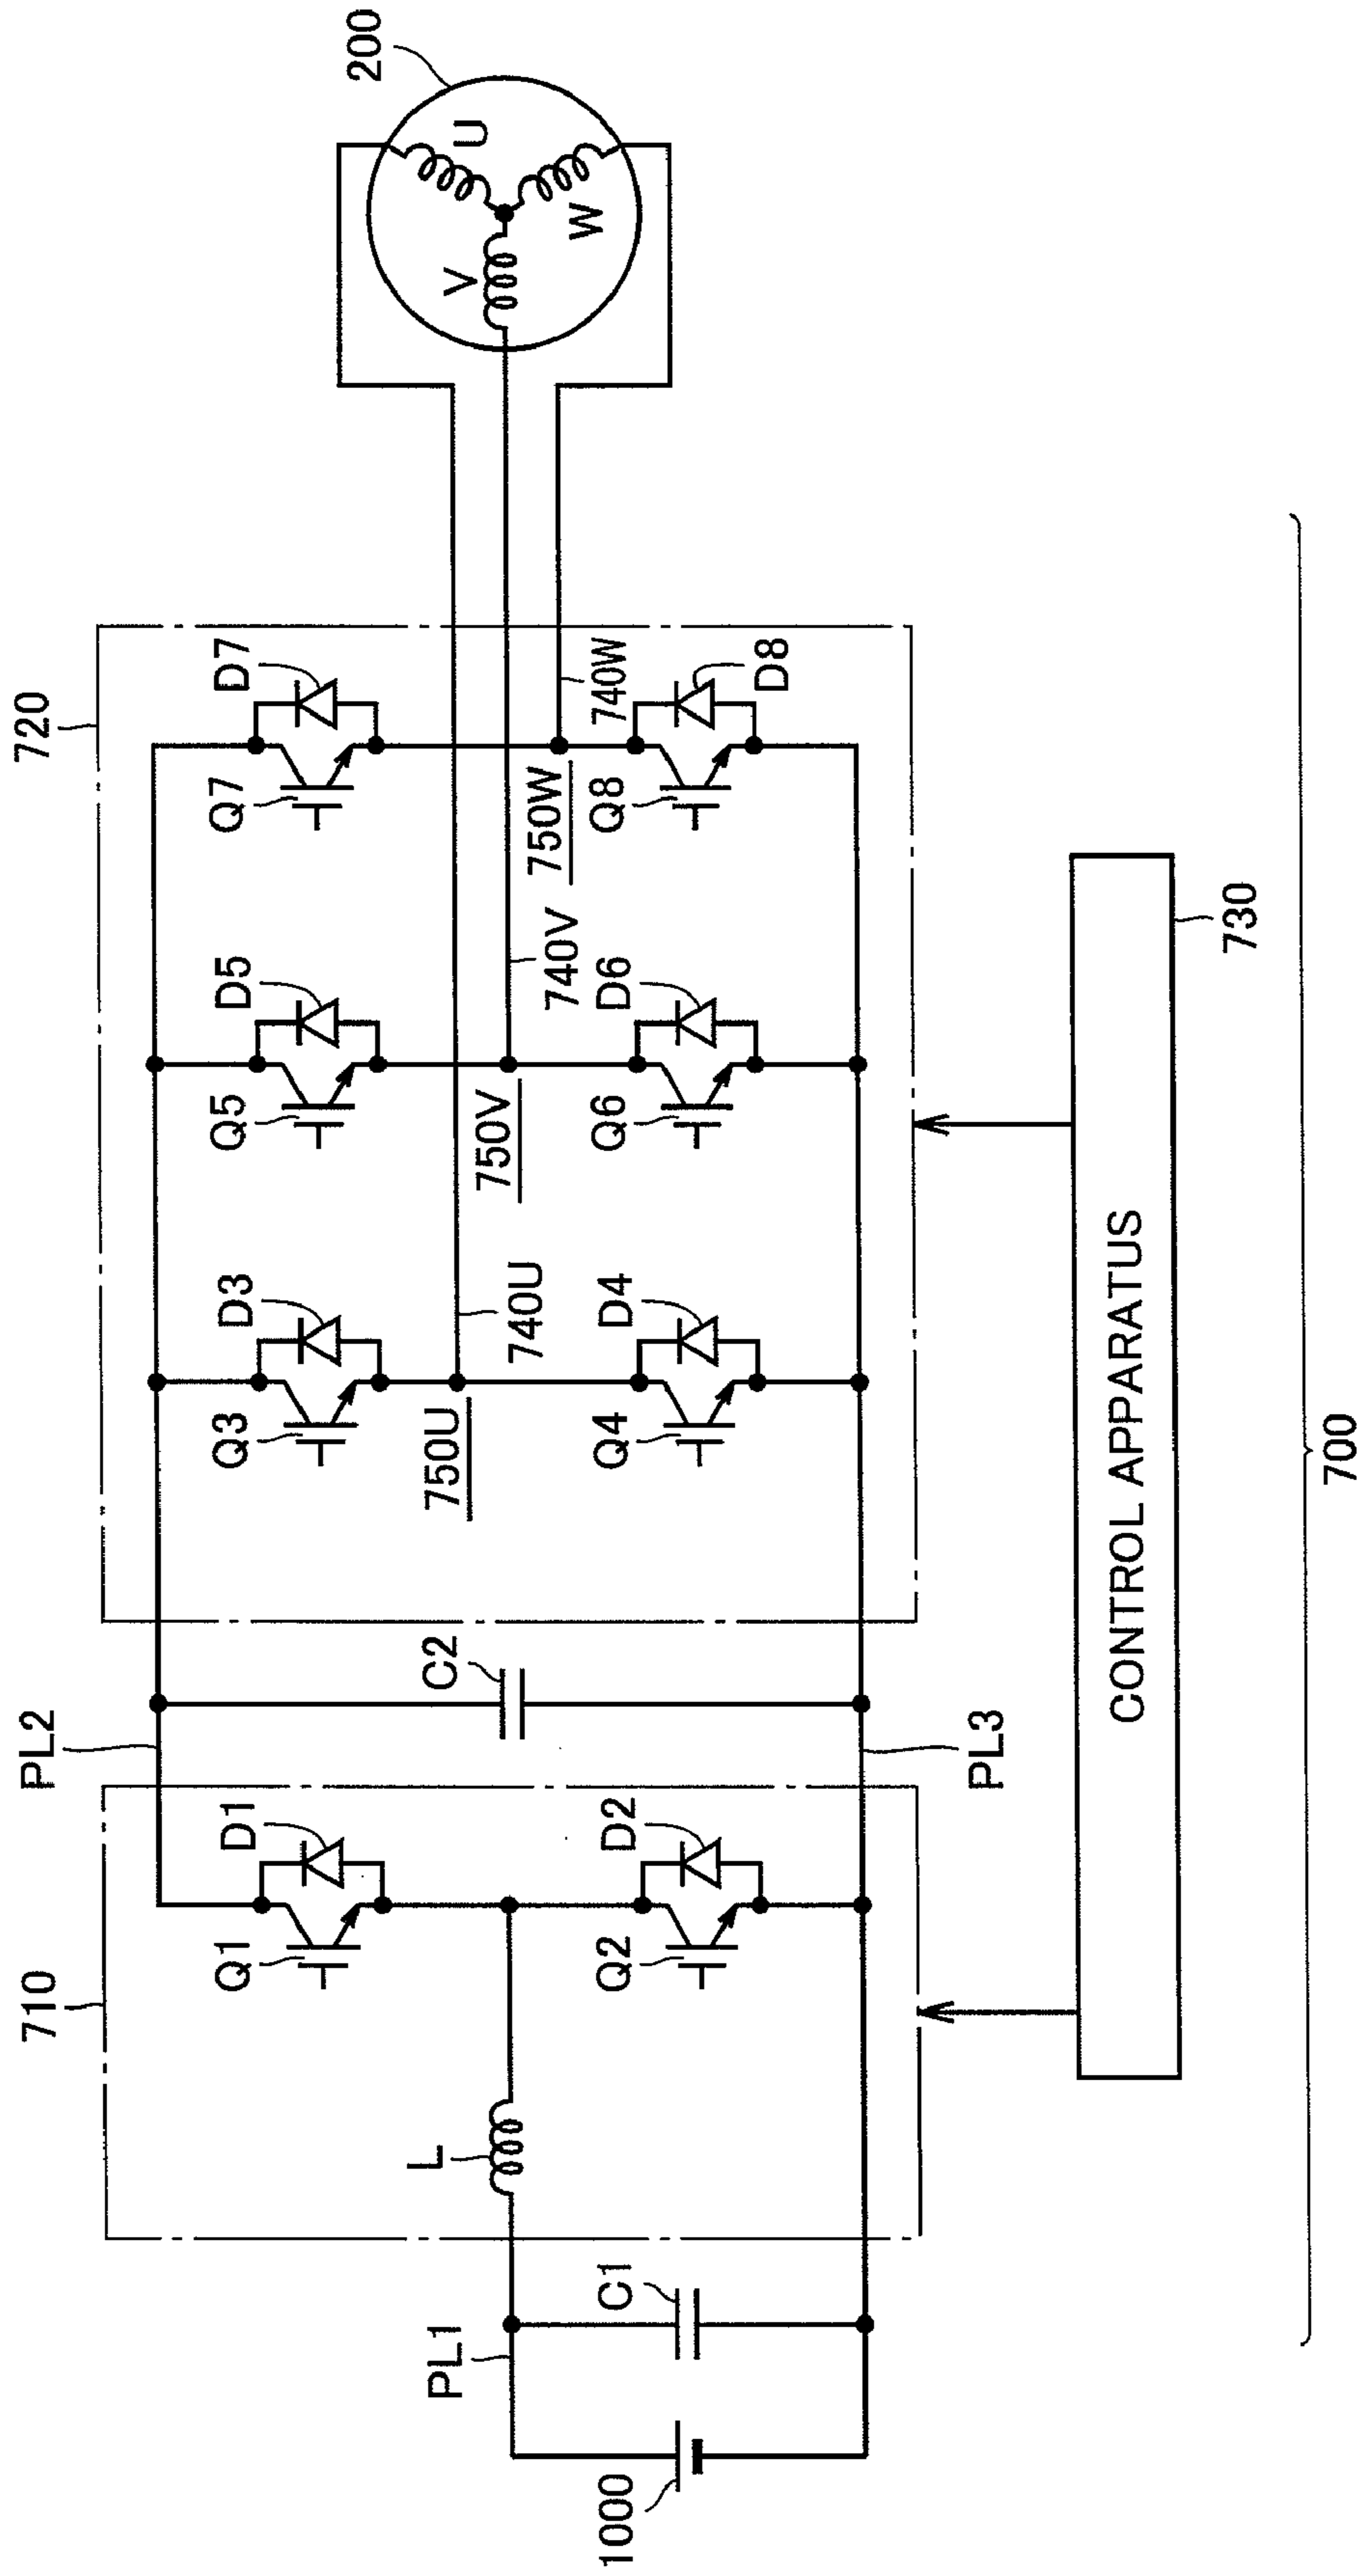 720
200
PL2
710
Q1
D1
C2
Q3
D3
Q5
D5
Q7
D7
U
V
W
750U
740U
750V
740V
750W
740W
L
PL1
C1
1000
Q2
D2
Q4
D4
Q6
D6
Q8
D8
PL3
CONTROL APPARATUS
730
700